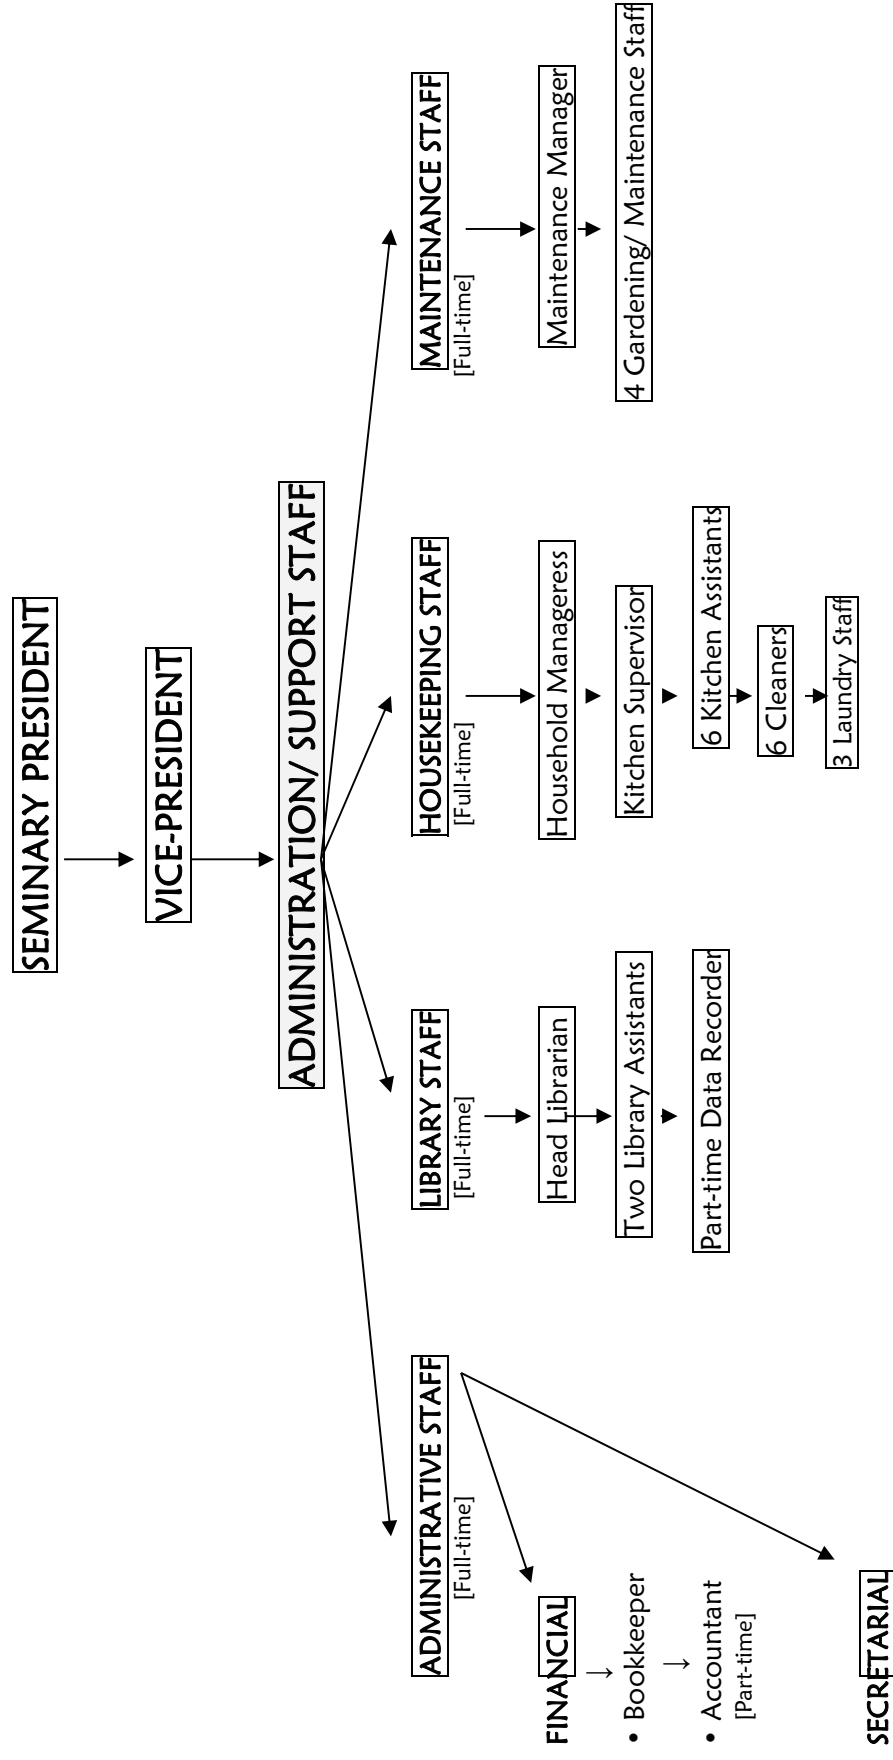 SEMINARY PRESIDENT
VICE-PRESIDENT
ADMINISTRATION/ SUPPORT STAFF
ADMINISTRATIVE STAFF
[Full-time]
LIBRARY STAFF
[Full-time]
HOUSEKEEPING STAFF
[Full-time]
MAINTENANCE STAFF
[Full-time]
FINANCIAL
→
• Bookkeeper
→
• Accountant
[Part-time]
SECRETARIAL
Head Librarian
Two Library Assistants
Part-time Data Recorder
Household Manageress
Kitchen Supervisor
6 Kitchen Assistants
6 Cleaners
3 Laundry Staff
Maintenance Manager
4 Gardening/ Maintenance Staff